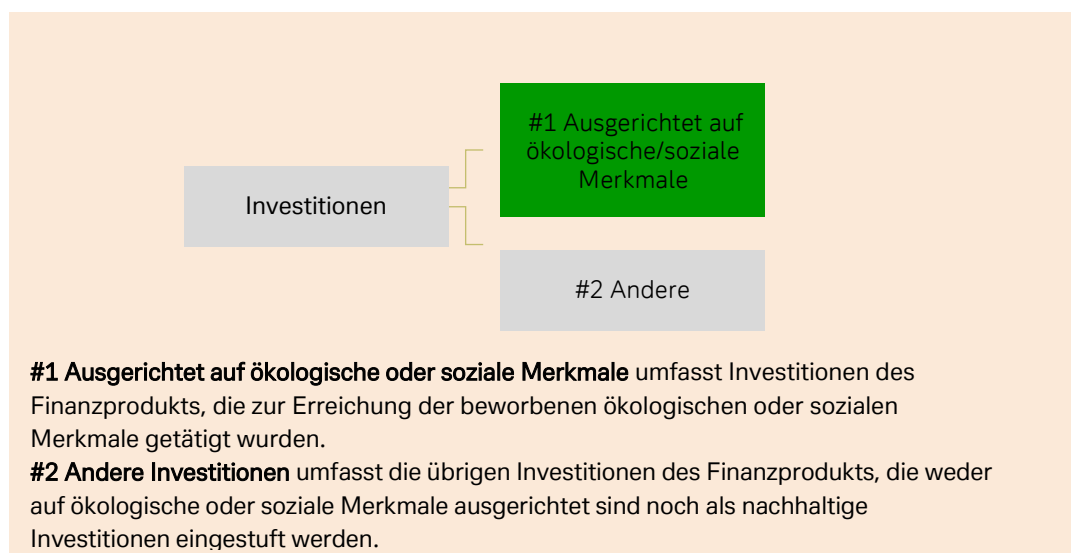 #1 Ausgerichtet auf
ökologische/soziale
Merkmale
Investitionen
#2 Andere
#1 Ausgerichtet auf ökologische oder soziale Merkmale umfasst Investitionen des
Finanzprodukts, die zur Erreichung der beworbenen ökologischen oder sozialen
Merkmale getätigt wurden.
#2 Andere Investitionen umfasst die übrigen Investitionen des Finanzprodukts, die weder
auf ökologische oder soziale Merkmale ausgerichtet sind noch als nachhaltige
Investitionen eingestuft werden.